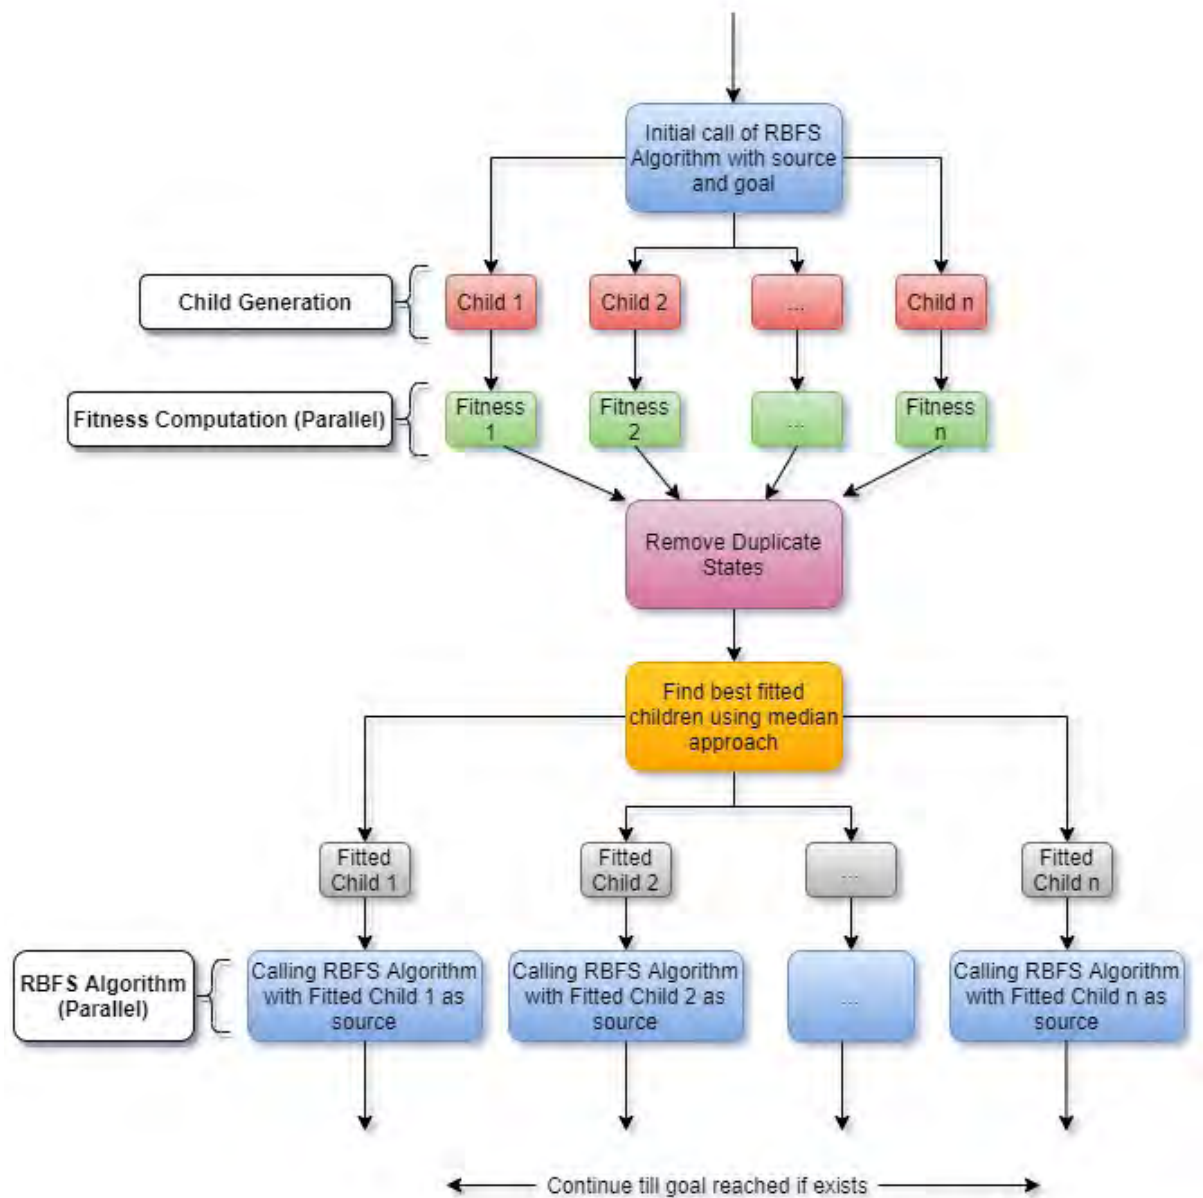 Initial call of RBFS
Algorithm with source
and goal
Child Generation
Child 1
Child 2
...
Child n
Fitness Computation (Parallel)
Fitness
1
Fitness
2
...
Fitness
n
Remove Duplicate
States
Find best fitted
children using median
approach
Fitted
Child 1
Fitted
Child 2
...
Fitted
Child n
RBFS Algorithm
(Parallel)
Calling RBFS Algorithm
with Fitted Child 1 as
source
Calling RBFS Algorithm
with Fitted Child 2 as
source
...
Calling RBFS Algorithm
with Fitted Child n as
source
Continue till goal reached if exists